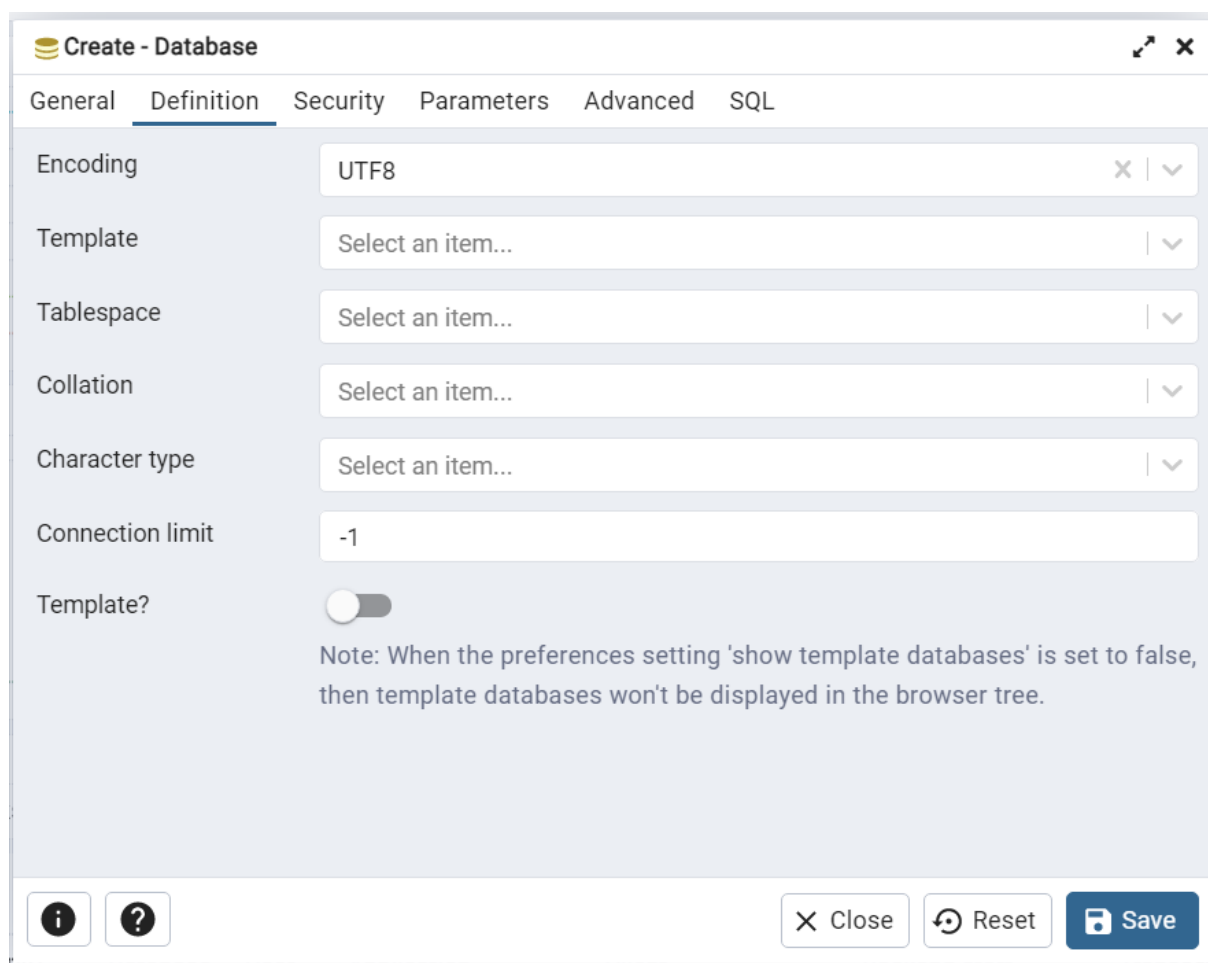 Create - Database
General Definition Security Parameters Advanced SQL
Encoding UTF8
Template Select an item...
Tablespace Select an item...
Collation Select an item...
Character type Select an item...
Connection limit -1
Template?
Note: When the preferences setting 'show template databases' is set to false,
then template databases won't be displayed in the browser tree.
Close Reset Save